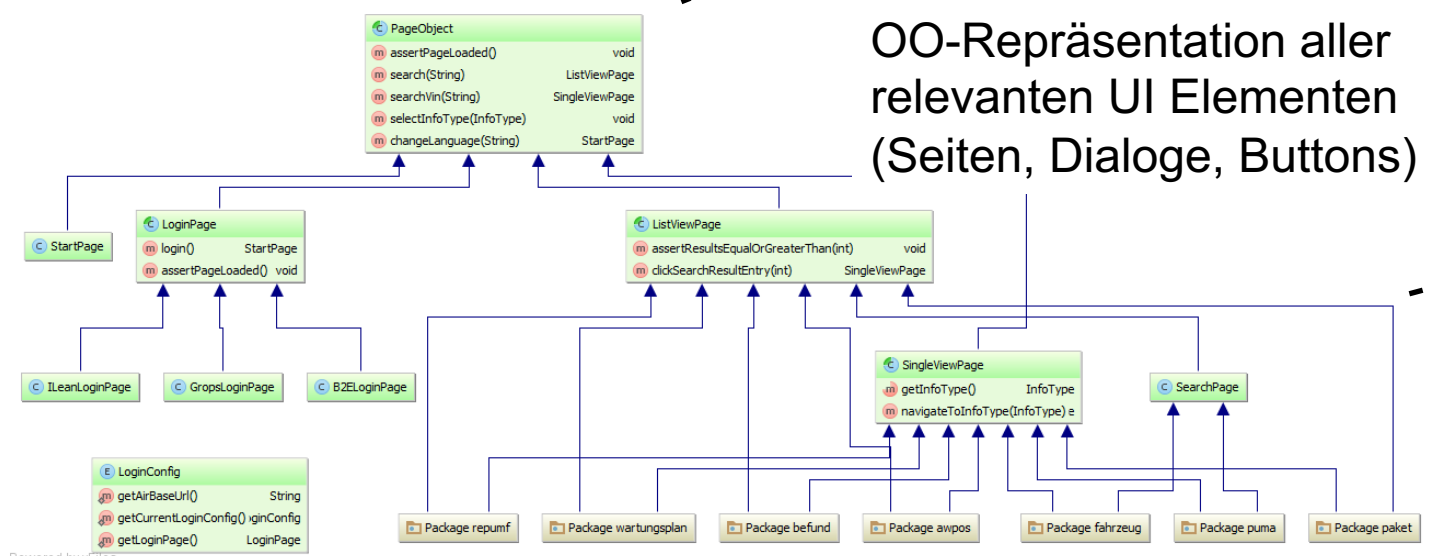 PageObject
assertPageLoaded() void
search(String) ListViewPage
searchVin(String) SingleViewPage
selectInfoType(InfoType) void
changeLanguage(String) StartPage
OO-Repräsentation aller
relevanten UI Elementen
(Seiten, Dialoge, Buttons)
StartPage
LoginPage
login() StartPage
assertPageLoaded() void
ListViewPage
assertResultsEqualOrGreaterThan(int) void
clickSearchResultEntry(int) SingleViewPage
ILeanLoginPage
GropsLoginPage
B2ELoginPage
SingleViewPage
getInfoType() InfoType
navigateToInfoType(InfoType) e
SearchPage
LoginConfig
getAirBaseUrl() String
getCurrentLoginConfig() oginConfig
getLoginPage() LoginPage
Package repumf
Package wartungsplan
Package befund
Package awpos
Package fahrzeug
Package puma
Package paket